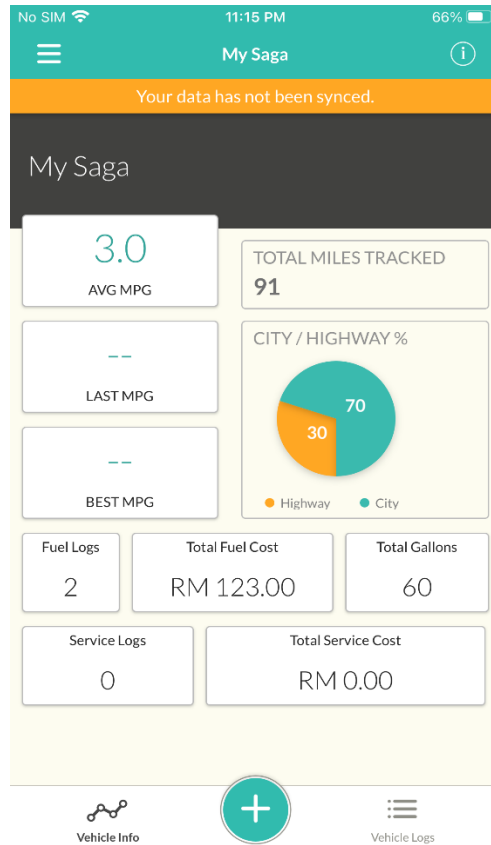 No SIM 11:15 PM 66%
My Saga
Your data has not been synced.
My Saga
3.0
AVG MPG
TOTAL MILES TRACKED
91
--
LAST MPG
CITY / HIGHWAY %
70
30
Highway City
--
BEST MPG
Fuel Logs Total Fuel Cost Total Gallons
2 RM 123.00 60
Service Logs Total Service Cost
0 RM 0.00
Vehicle Info Vehicle Logs